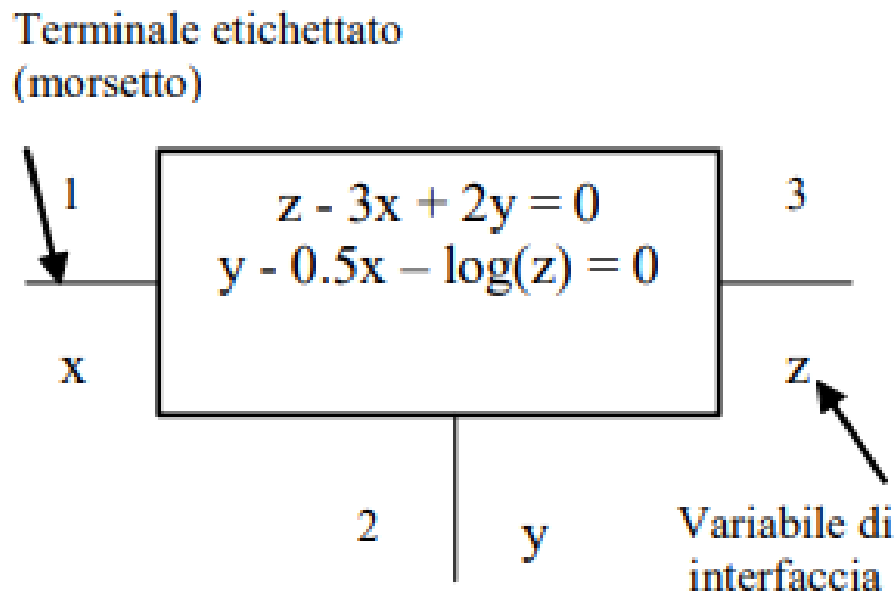 Terminale etichettato
(morsetto)
1
z - 3x + 2y = 0
3
y - 0.5x – log(z) = 0
x
z
2
y
Variabile di
interfaccia